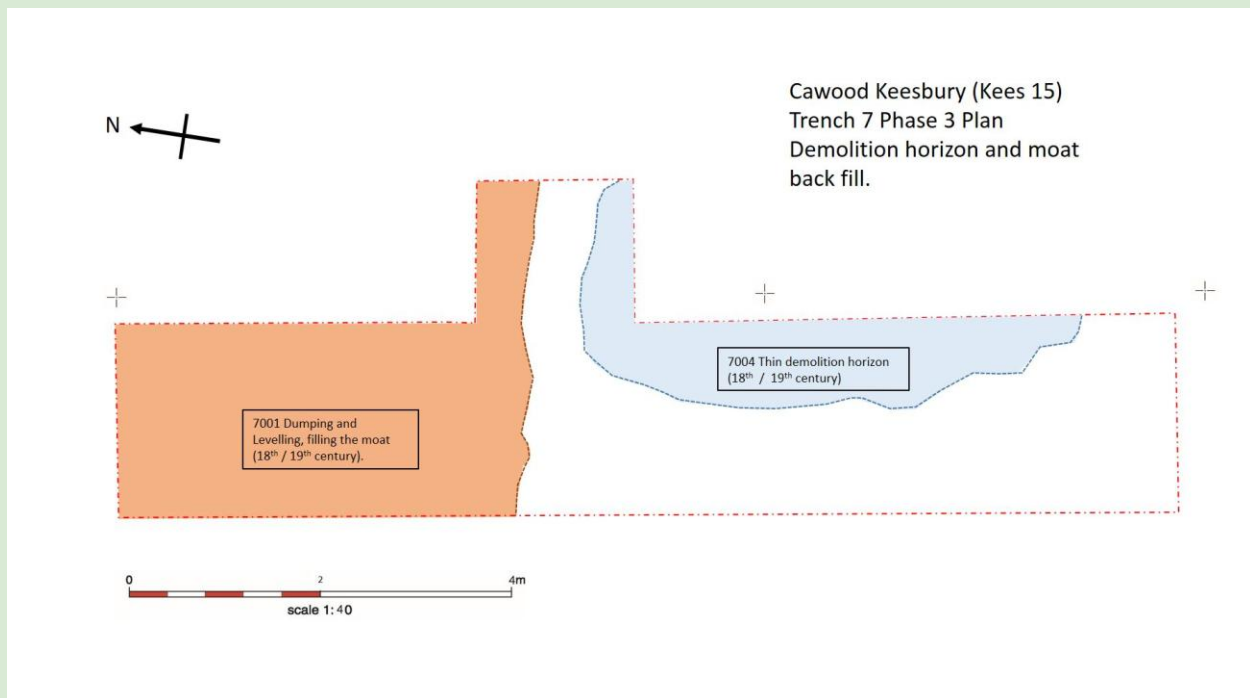 Cawood Keesbury (Kees 15)
Trench 7 Phase 3 Plan
Demolition horizon and moat
back fill.
N
7004 Thin demolition horizon
(18th / 19th century)
7001 Dumping and
Levelling, filling the moat
(18th / 19th century).
0 2 4m
scale 1:40